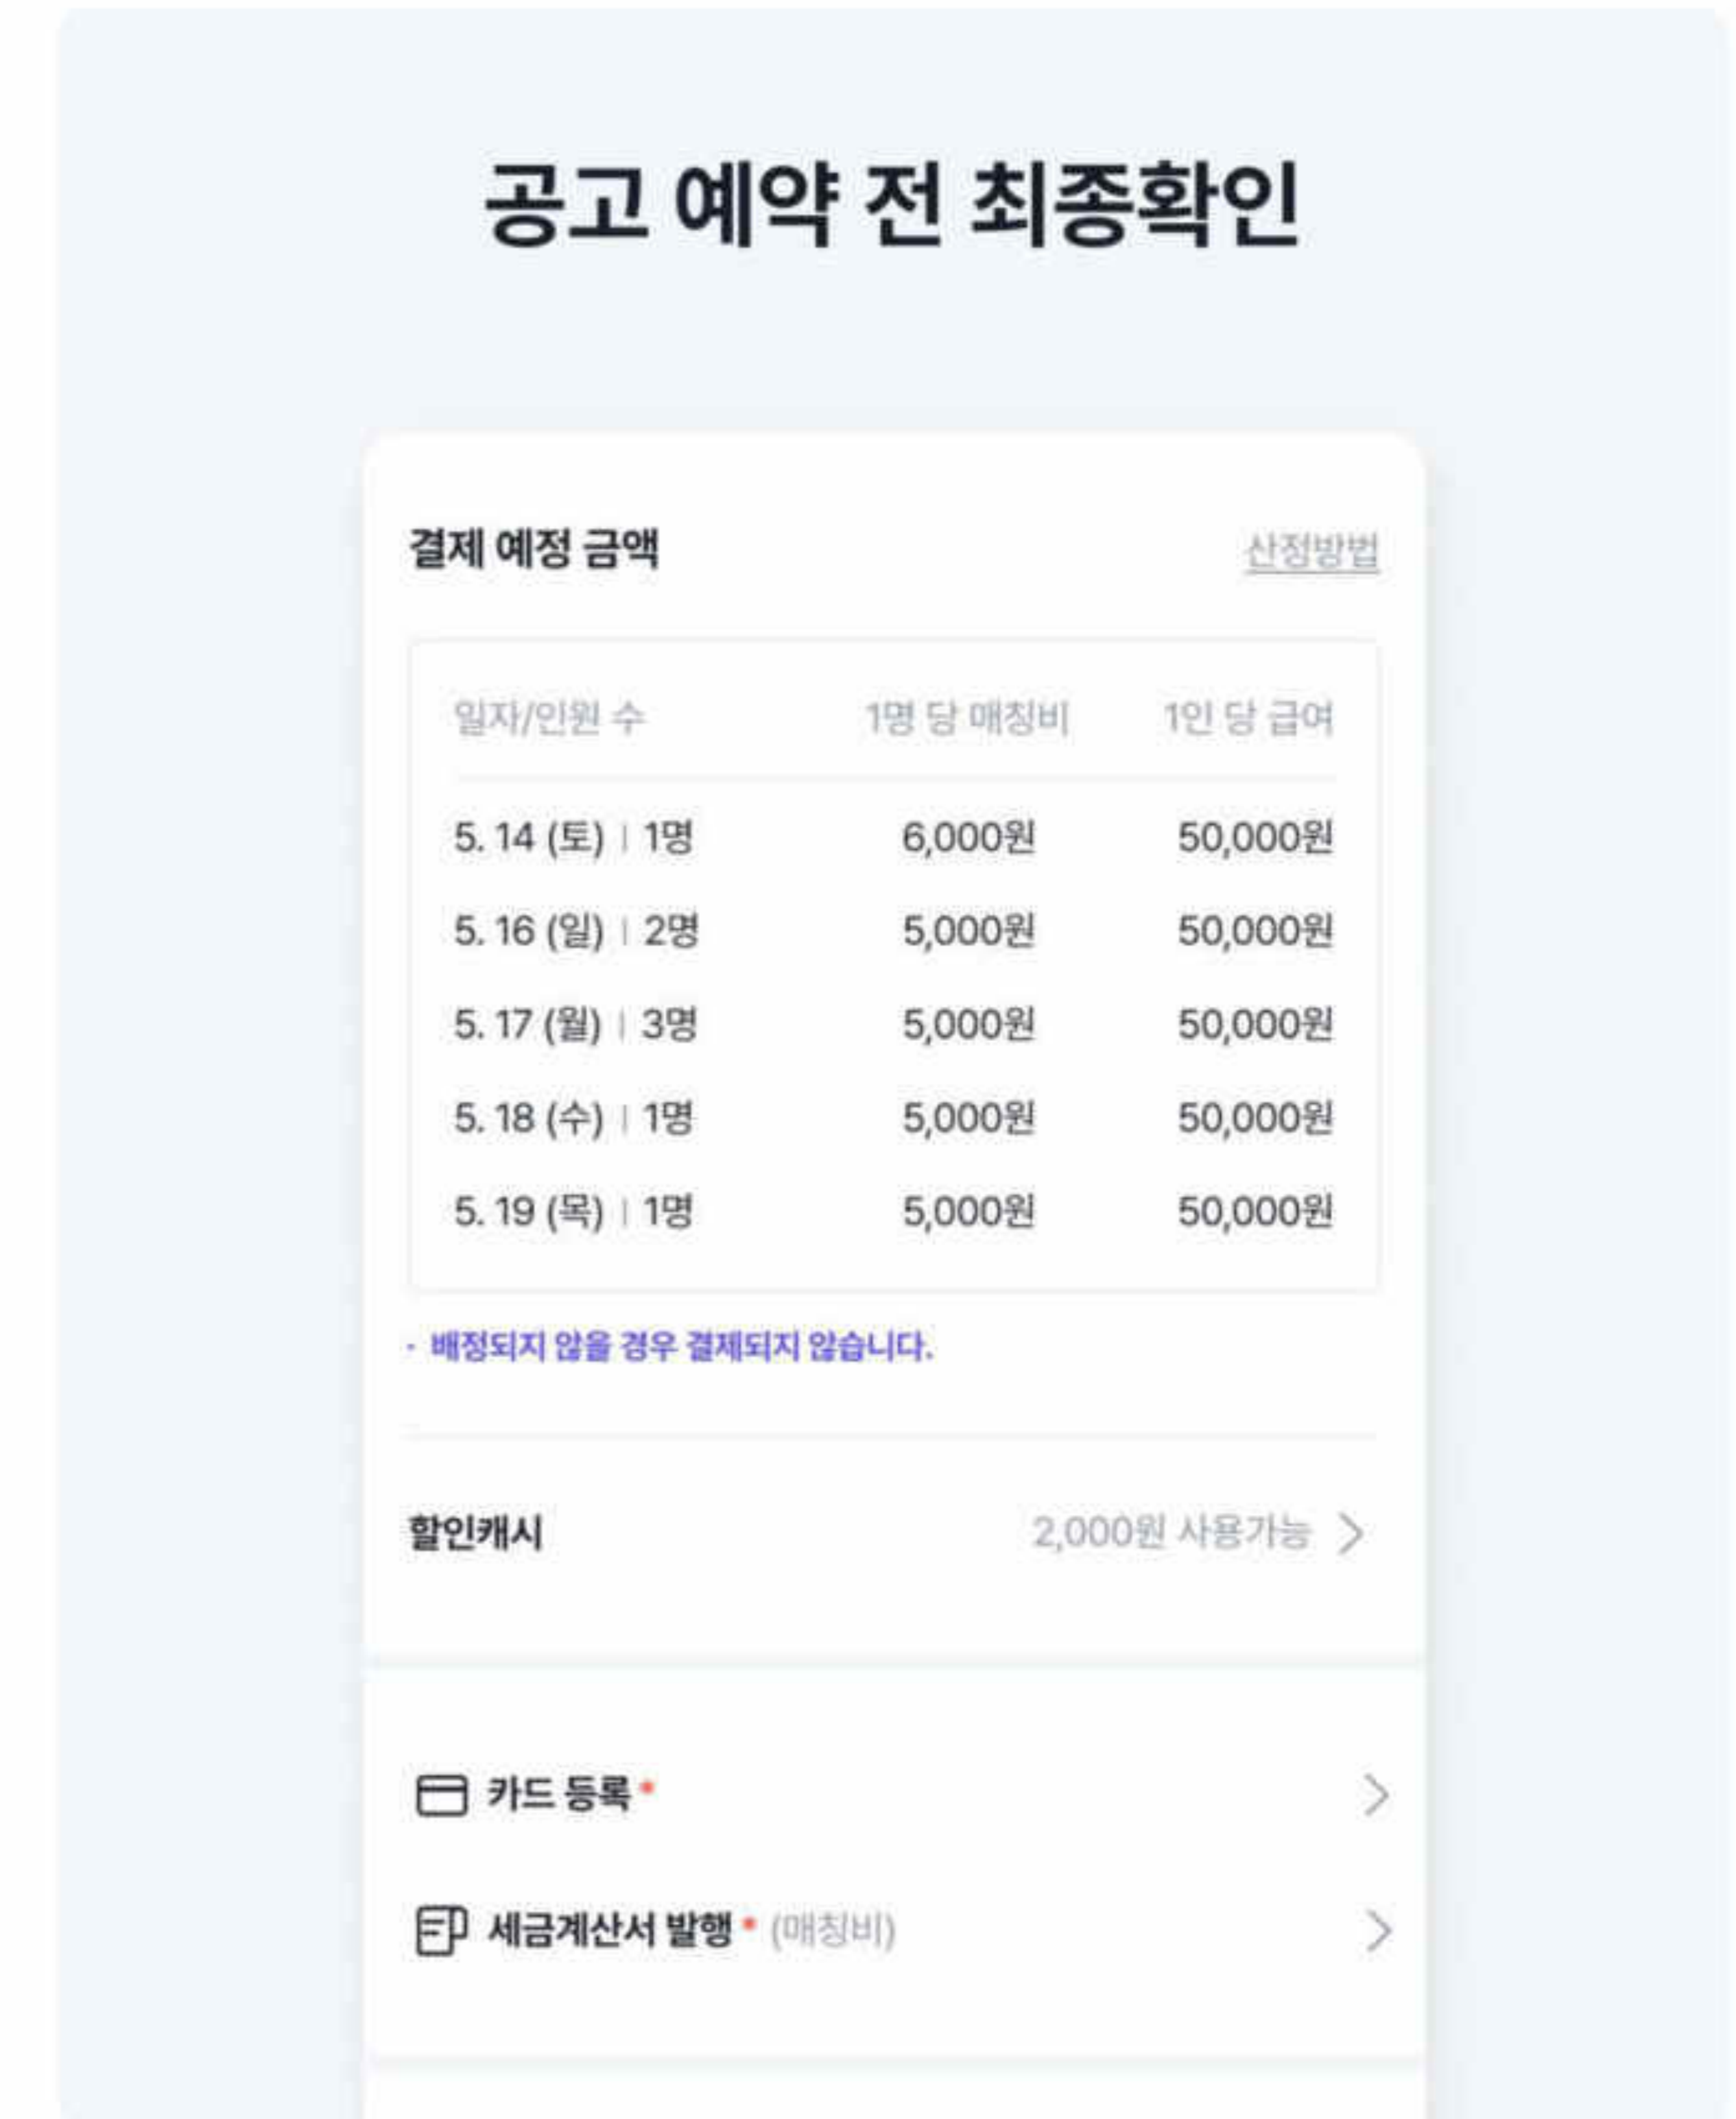 공고 예약 전 최종확인
결제 예정 금액 산정방법
일자/인원 수 1명 당 매칭비 1인 당 급여
5. 14 (토) | 1명 6,000원 50,000원
5. 16 (일) | 2명 5,000원 50,000원
5. 17 (월) | 3명 5,000원 50,000원
5. 18 (수) | 1명 5,000원 50,000원
5. 19 (목) | 1명 5,000원 50,000원
· 배정되지 않을 경우 결제되지 않습니다.
할인캐시 2,000원 사용가능 >
카드 등록 * >
세금계산서 발행 * (매칭비) >